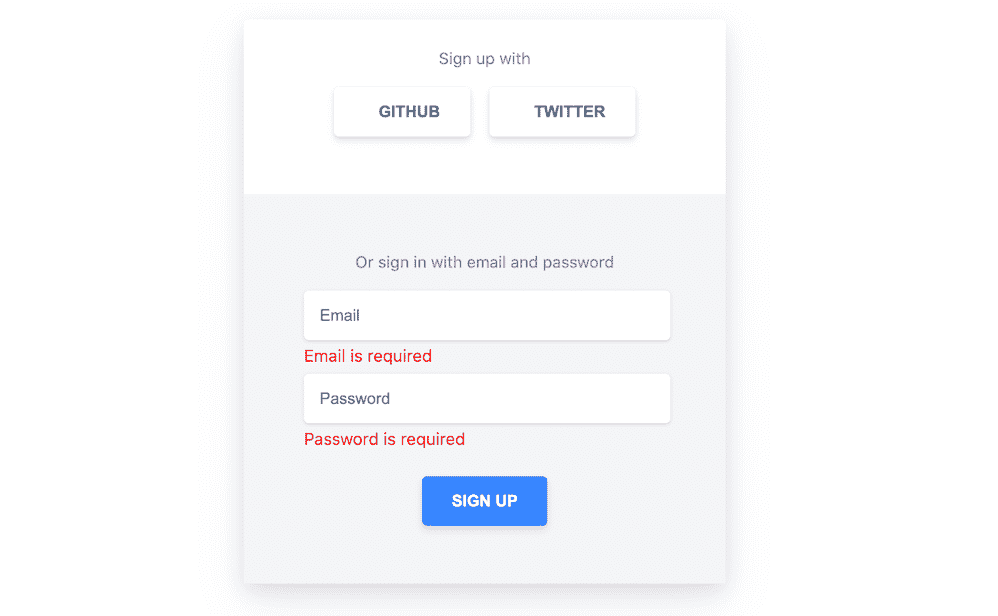 Sign up with
GITHUB TWITTER
Or sign in with email and password
Email
Email is required
Password
Password is required
SIGN UP